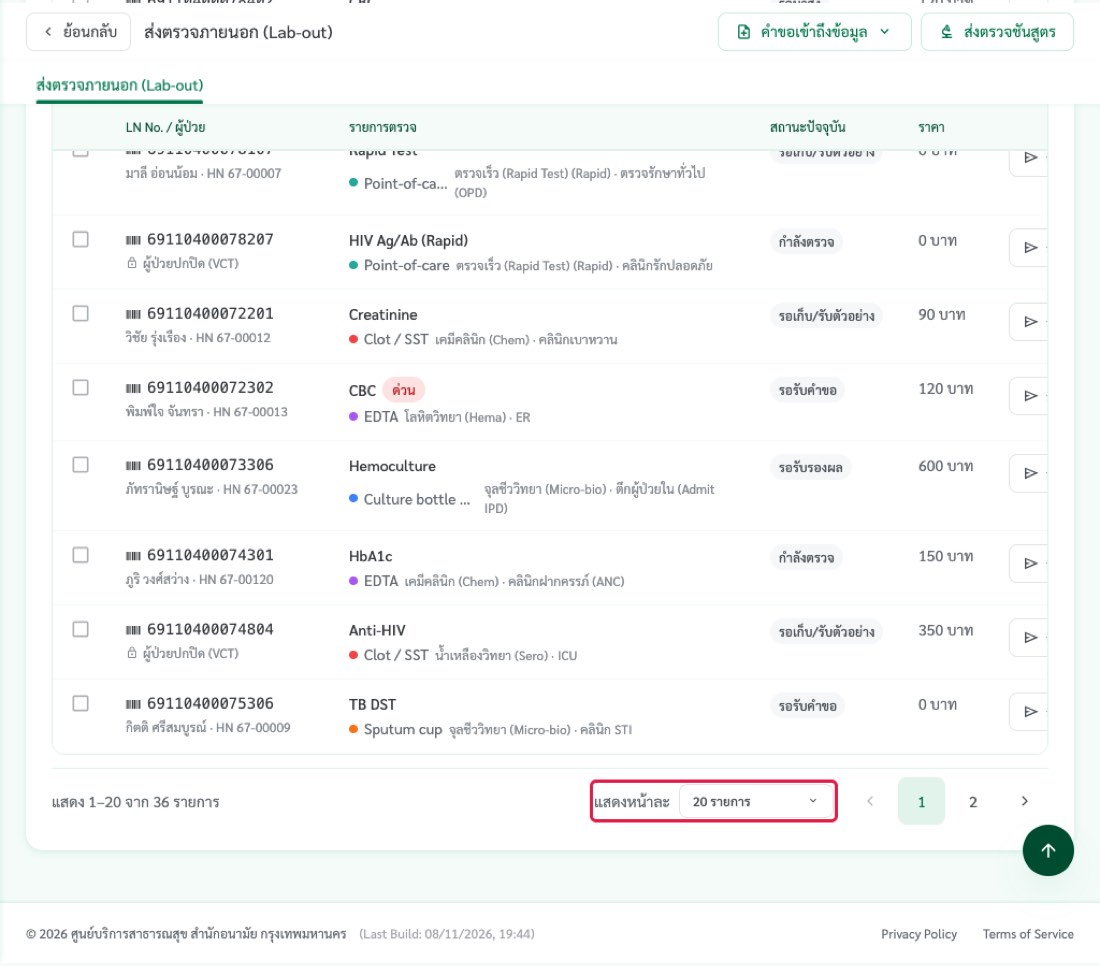 ย้อนกลับ ส่งตรวจภายนอก (Lab-out) คำขอเข้าถึงข้อมูล ส่งตรวจชันสูตร
ส่งตรวจภายนอก (Lab-out)
LN No. / ผู้ป่วย รายการตรวจ สถานะปัจจุบัน ราคา
Rapid Test รอเก็บ/รับตัวอย่าง 0 บาท
มาลี อ่อนน้อม · HN 67-00007 Point-of-ca... ตรวจเร็ว (Rapid Test) (Rapid) · ตรวจรักษาทั่วไป
(OPD)
69110400078207 HIV Ag/Ab (Rapid) กำลังตรวจ 0 บาท
ผู้ป่วยปกปิด (VCT) Point-of-care ตรวจเร็ว (Rapid Test) (Rapid) · คลินิกรักปลอดภัย
69110400072201 Creatinine รอเก็บ/รับตัวอย่าง 90 บาท
วิชัย รุ่งเรือง · HN 67-00012 Clot / SST เคมีคลินิก (Chem) · คลินิกเบาหวาน
69110400072302 CBC ด่วน รอรับคำขอ 120 บาท
พิมพ์ใจ จันทรา · HN 67-00013 EDTA โลหิตวิทยา (Hema) · ER
69110400073306 Hemoculture รอรับรองผล 600 บาท
ภัทรานิษฐ์ บูรณะ · HN 67-00023 Culture bottle ... จุลชีววิทยา (Micro-bio) · ตึกผู้ป่วยใน (Admit
IPD)
69110400074301 HbA1c กำลังตรวจ 150 บาท
ภูริ วงศ์สว่าง · HN 67-00120 EDTA เคมีคลินิก (Chem) · คลินิกฝากครรภ์ (ANC)
69110400074804 Anti-HIV รอเก็บ/รับตัวอย่าง 350 บาท
ผู้ป่วยปกปิด (VCT) Clot / SST น้ำเหลืองวิทยา (Sero) · ICU
69110400075306 TB DST รอรับคำขอ 0 บาท
กิตติ ศรีสมบูรณ์ · HN 67-00009 Sputum cup จุลชีววิทยา (Micro-bio) · คลินิก STI
แสดง 1–20 จาก 36 รายการ แสดงหน้าละ 20 รายการ 1 2
© 2026 ศูนย์บริการสาธารณสุข สำนักอนามัย กรุงเทพมหานคร (Last Build: 08/11/2026, 19:44) Privacy Policy Terms of Service